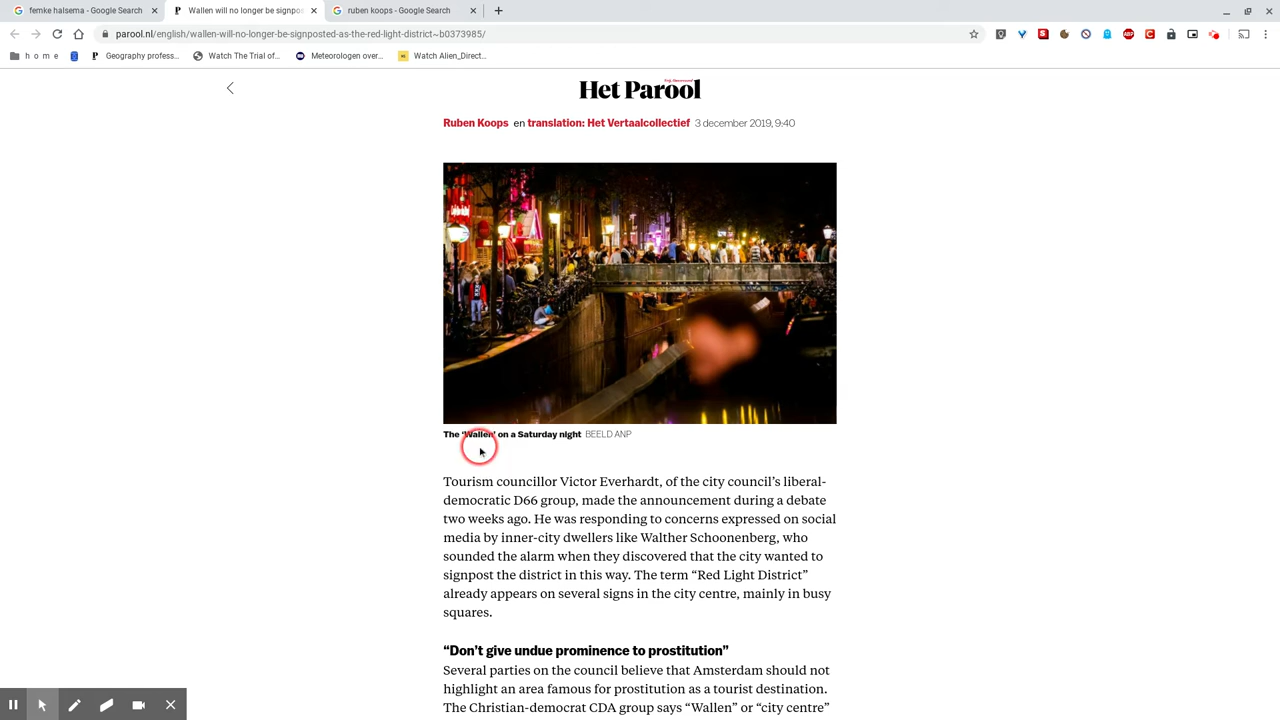 femke halsema - Google Search
Wallen will no longer be signpo
ruben koops - Google Search
parool.nl/english/wallen-will-no-longer-be-signposted-as-the-red-light-district~b0373985/
h o m e
Geography profess...
Watch The Trial of...
Meteorologen over...
Watch Alien_Direct...
Het Parool
Ruben Koops en translation: Het Vertaalcollectief 3 december 2019, 9:40
The 'Wallen' on a Saturday night BEELD ANP
Tourism councillor Victor Everhardt, of the city council’s liberal-
democratic D66 group, made the announcement during a debate
two weeks ago. He was responding to concerns expressed on social
media by inner-city dwellers like Walther Schoonenberg, who
sounded the alarm when they discovered that the city wanted to
signpost the district in this way. The term “Red Light District”
already appears on several signs in the city centre, mainly in busy
squares.
“Don’t give undue prominence to prostitution”
Several parties on the council believe that Amsterdam should not
highlight an area famous for prostitution as a tourist destination.
The Christian-democrat CDA group says “Wallen” or “city centre”